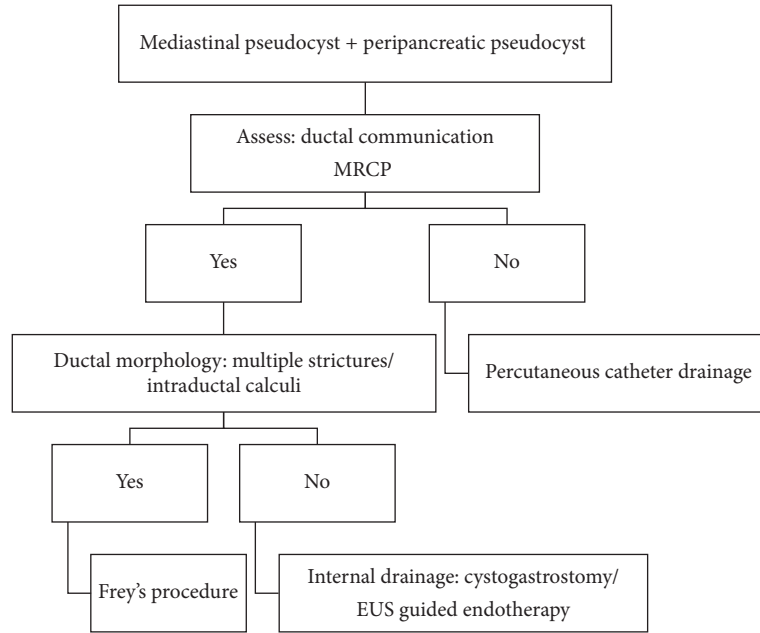 Mediastinal pseudocyst + peripancreatic pseudocyst
Assess: ductal communication
MRCP
Yes
No
Ductal morphology: multiple strictures/
intraductal calculi
Percutaneous catheter drainage
Yes
No
Frey's procedure
Internal drainage: cystogastrostomy/
EUS guided endotherapy